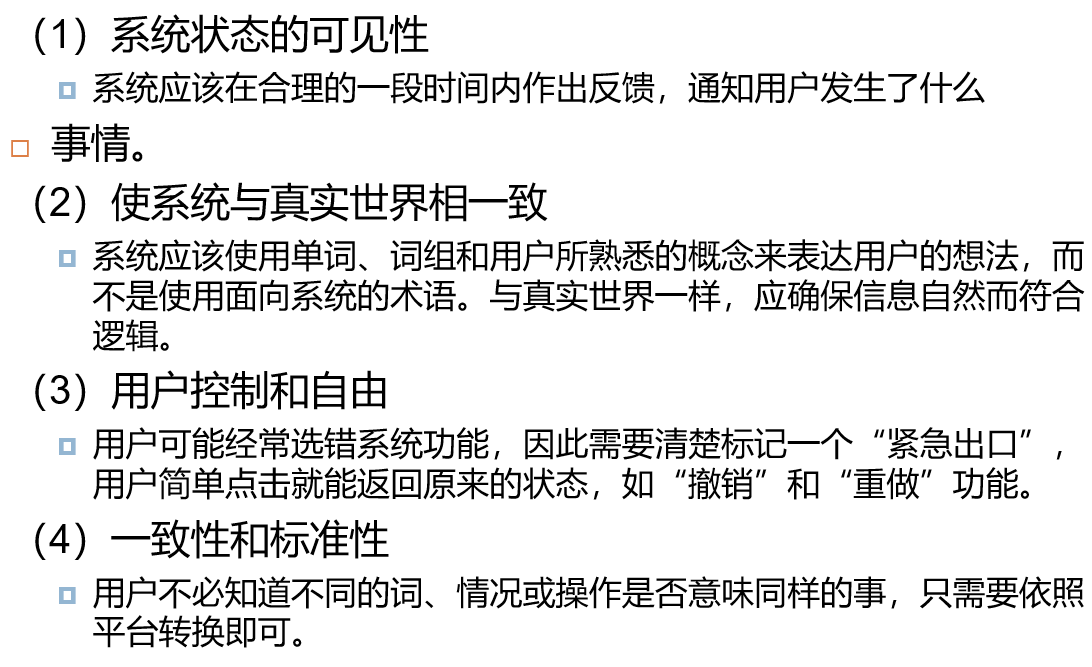 （1）系统状态的可见性
系统应该在合理的一段时间内作出反馈，通知用户发生了什么
事情。
（2）使系统与真实世界相一致
系统应该使用单词、词组和用户所熟悉的概念来表达用户的想法，而
不是使用面向系统的术语。与真实世界一样，应确保信息自然而符合
逻辑。
（3）用户控制和自由
用户可能经常选错系统功能，因此需要清楚标记一个“紧急出口”，
用户简单点击就能返回原来的状态，如“撤销”和“重做”功能。
（4）一致性和标准性
用户不必知道不同的词、情况或操作是否意味同样的事，只需要依照
平台转换即可。